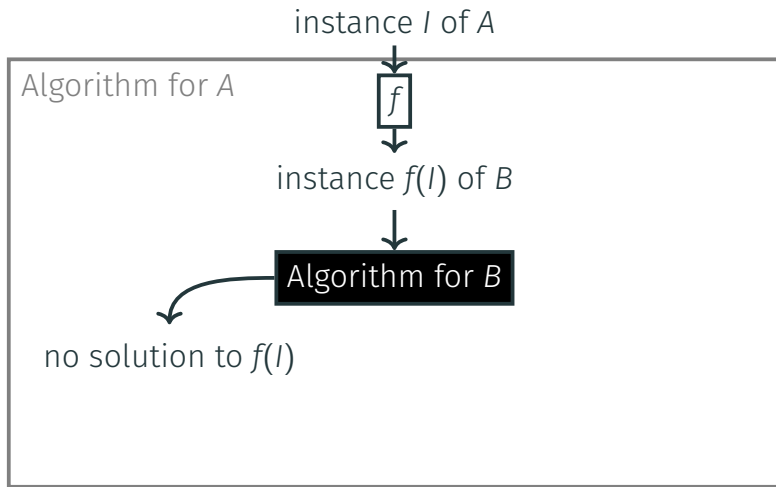 instance I of A
Algorithm for A
f
instance f(I) of B
Algorithm for B
no solution to f(I)